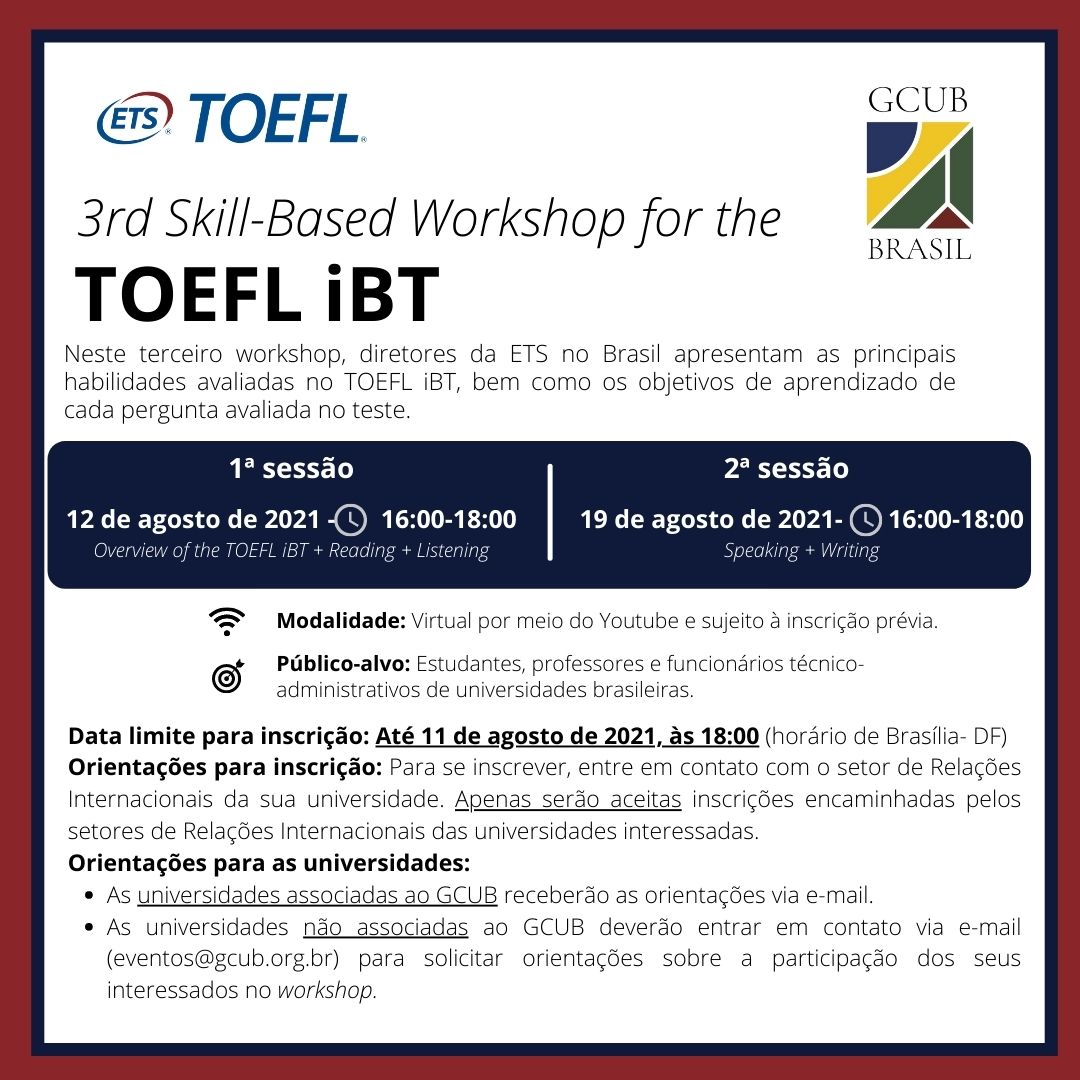 ETS® TOEFL®
GCUB
BRASIL
3rd Skill-Based Workshop for the
TOEFL iBT
Neste terceiro workshop, diretores da ETS no Brasil apresentam as principais
habilidades avaliadas no TOEFL iBT, bem como os objetivos de aprendizado de
cada pergunta avaliada no teste.
1ª sessão
12 de agosto de 2021 - 16:00-18:00
Overview of the TOEFL iBT + Reading + Listening
2ª sessão
19 de agosto de 2021- 16:00-18:00
Speaking + Writing
Modalidade: Virtual por meio do Youtube e sujeito à inscrição prévia.
Público-alvo: Estudantes, professores e funcionários técnico-
administrativos de universidades brasileiras.
Data limite para inscrição: Até 11 de agosto de 2021, às 18:00 (horário de Brasília- DF)
Orientações para inscrição: Para se inscrever, entre em contato com o setor de Relações
Internacionais da sua universidade. Apenas serão aceitas inscrições encaminhadas pelos
setores de Relações Internacionais das universidades interessadas.
Orientações para as universidades:
• As universidades associadas ao GCUB receberão as orientações via e-mail.
• As universidades não associadas ao GCUB deverão entrar em contato via e-mail
(eventos@gcub.org.br) para solicitar orientações sobre a participação dos seus
interessados no workshop.